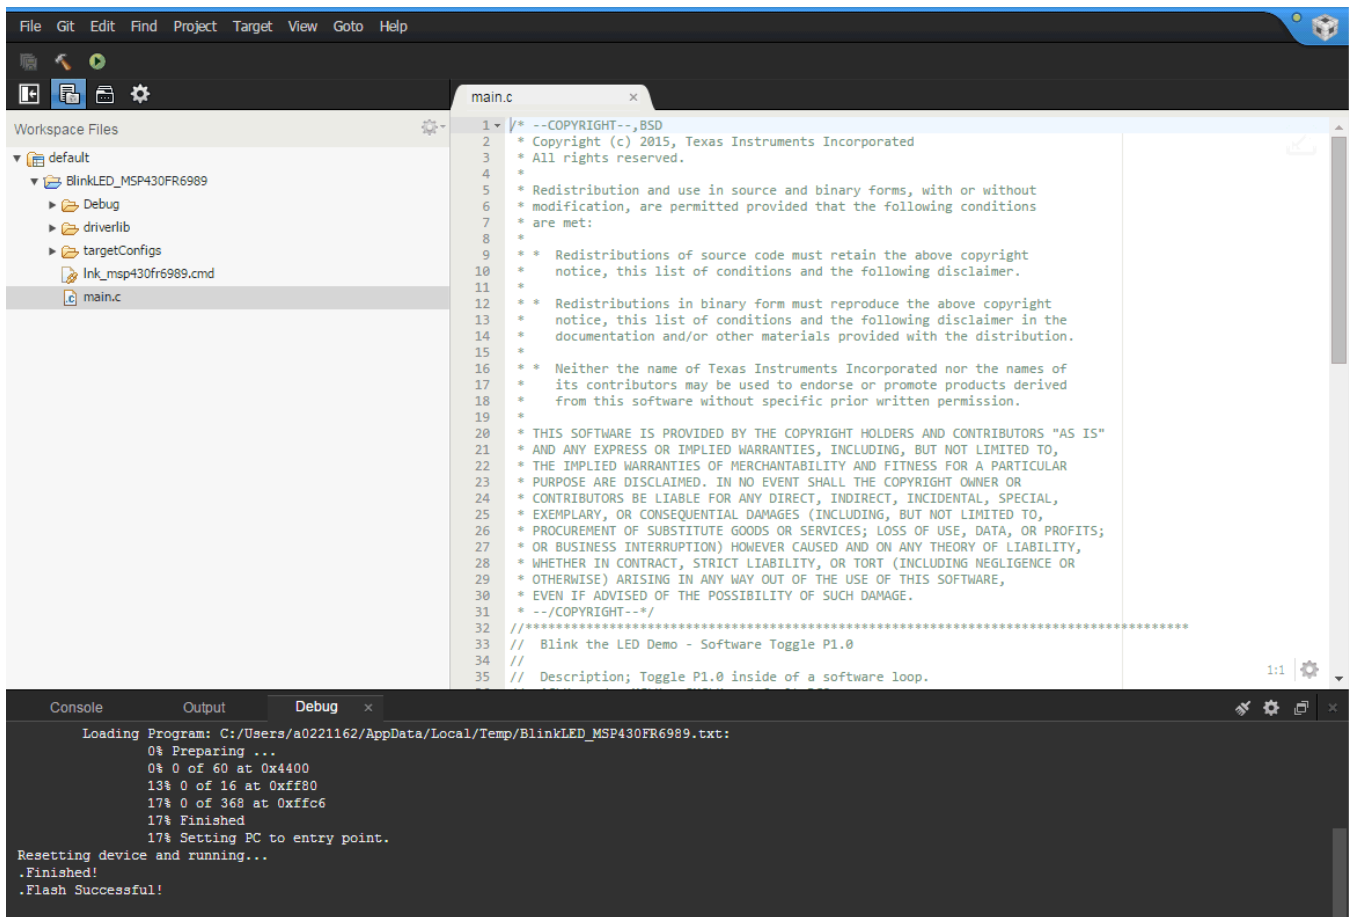 File Git Edit Find Project Target View Goto Help
main.c ×
Workspace Files
default
BlinkLED_MSP430FR6989
Debug
driverlib
targetConfigs
lnk_msp430fr6989.cmd
main.c
1 /* --COPYRIGHT--,BSD
2 * Copyright (c) 2015, Texas Instruments Incorporated
3 * All rights reserved.
4 *
5 * Redistribution and use in source and binary forms, with or without
6 * modification, are permitted provided that the following conditions
7 * are met:
8 *
9 * * Redistributions of source code must retain the above copyright
10 * notice, this list of conditions and the following disclaimer.
11 *
12 * * Redistributions in binary form must reproduce the above copyright
13 * notice, this list of conditions and the following disclaimer in the
14 * documentation and/or other materials provided with the distribution.
15 *
16 * * Neither the name of Texas Instruments Incorporated nor the names of
17 * its contributors may be used to endorse or promote products derived
18 * from this software without specific prior written permission.
19 *
20 * THIS SOFTWARE IS PROVIDED BY THE COPYRIGHT HOLDERS AND CONTRIBUTORS "AS IS"
21 * AND ANY EXPRESS OR IMPLIED WARRANTIES, INCLUDING, BUT NOT LIMITED TO,
22 * THE IMPLIED WARRANTIES OF MERCHANTABILITY AND FITNESS FOR A PARTICULAR
23 * PURPOSE ARE DISCLAIMED. IN NO EVENT SHALL THE COPYRIGHT OWNER OR
24 * CONTRIBUTORS BE LIABLE FOR ANY DIRECT, INDIRECT, INCIDENTAL, SPECIAL,
25 * EXEMPLARY, OR CONSEQUENTIAL DAMAGES (INCLUDING, BUT NOT LIMITED TO,
26 * PROCUREMENT OF SUBSTITUTE GOODS OR SERVICES; LOSS OF USE, DATA, OR PROFITS;
27 * OR BUSINESS INTERRUPTION) HOWEVER CAUSED AND ON ANY THEORY OF LIABILITY,
28 * WHETHER IN CONTRACT, STRICT LIABILITY, OR TORT (INCLUDING NEGLIGENCE OR
29 * OTHERWISE) ARISING IN ANY WAY OUT OF THE USE OF THIS SOFTWARE,
30 * EVEN IF ADVISED OF THE POSSIBILITY OF SUCH DAMAGE.
31 * --/COPYRIGHT--*/
32 //******************************************************************************
33 // Blink the LED Demo - Software Toggle P1.0
34 //
35 // Description; Toggle P1.0 inside of a software loop.
1:1
Console Output Debug ×
Loading Program: C:/Users/a0221162/AppData/Local/Temp/BlinkLED_MSP430FR6989.txt:
0% Preparing ...
0% 0 of 60 at 0x4400
13% 0 of 16 at 0xff80
17% 0 of 368 at 0xffc6
17% Finished
17% Setting PC to entry point.
Resetting device and running...
.Finished!
.Flash Successful!